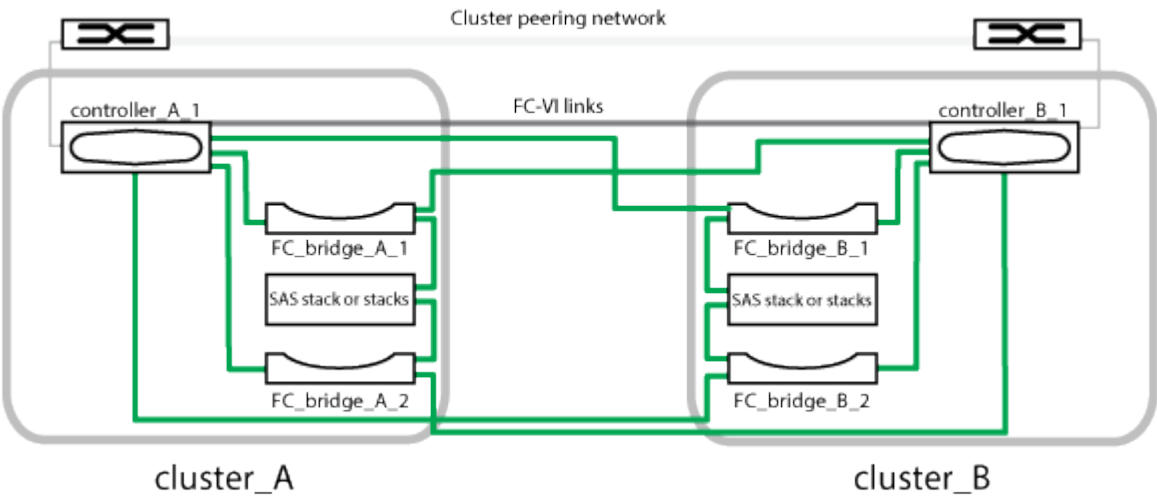 Cluster peering network
controller_A_1
FC-VI links
controller_B_1
FC_bridge_A_1
FC_bridge_B_1
SAS stack or stacks
SAS stack or stacks
FC_bridge_A_2
FC_bridge_B_2
cluster_A
cluster_B